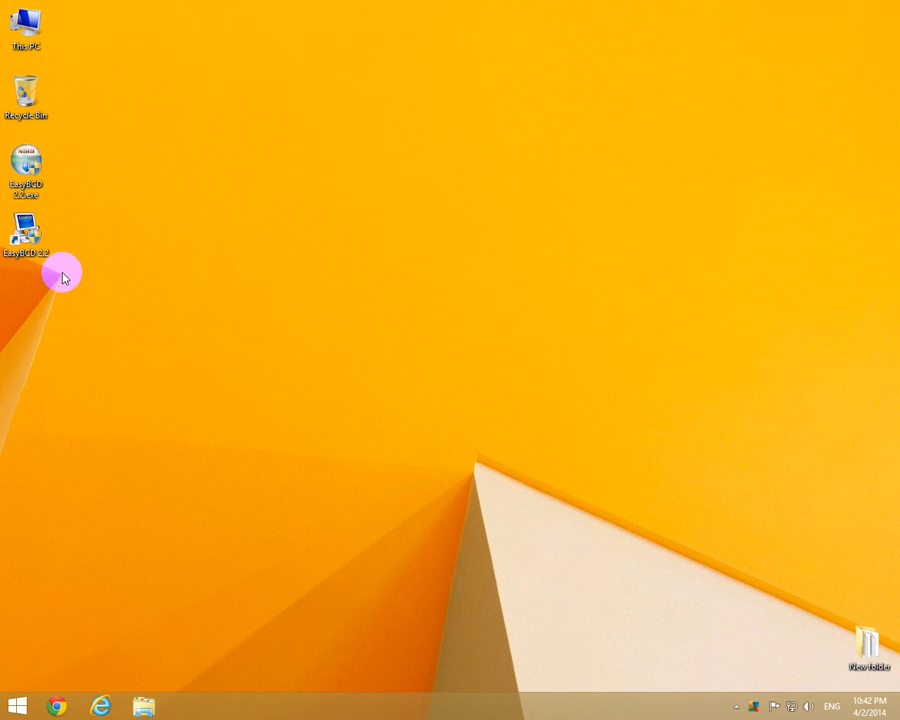 This PC
Recycle Bin
EasyBCD
2.2.exe
EasyBCD 2.2
New folder
ENG
10:42 PM
4/2/2014